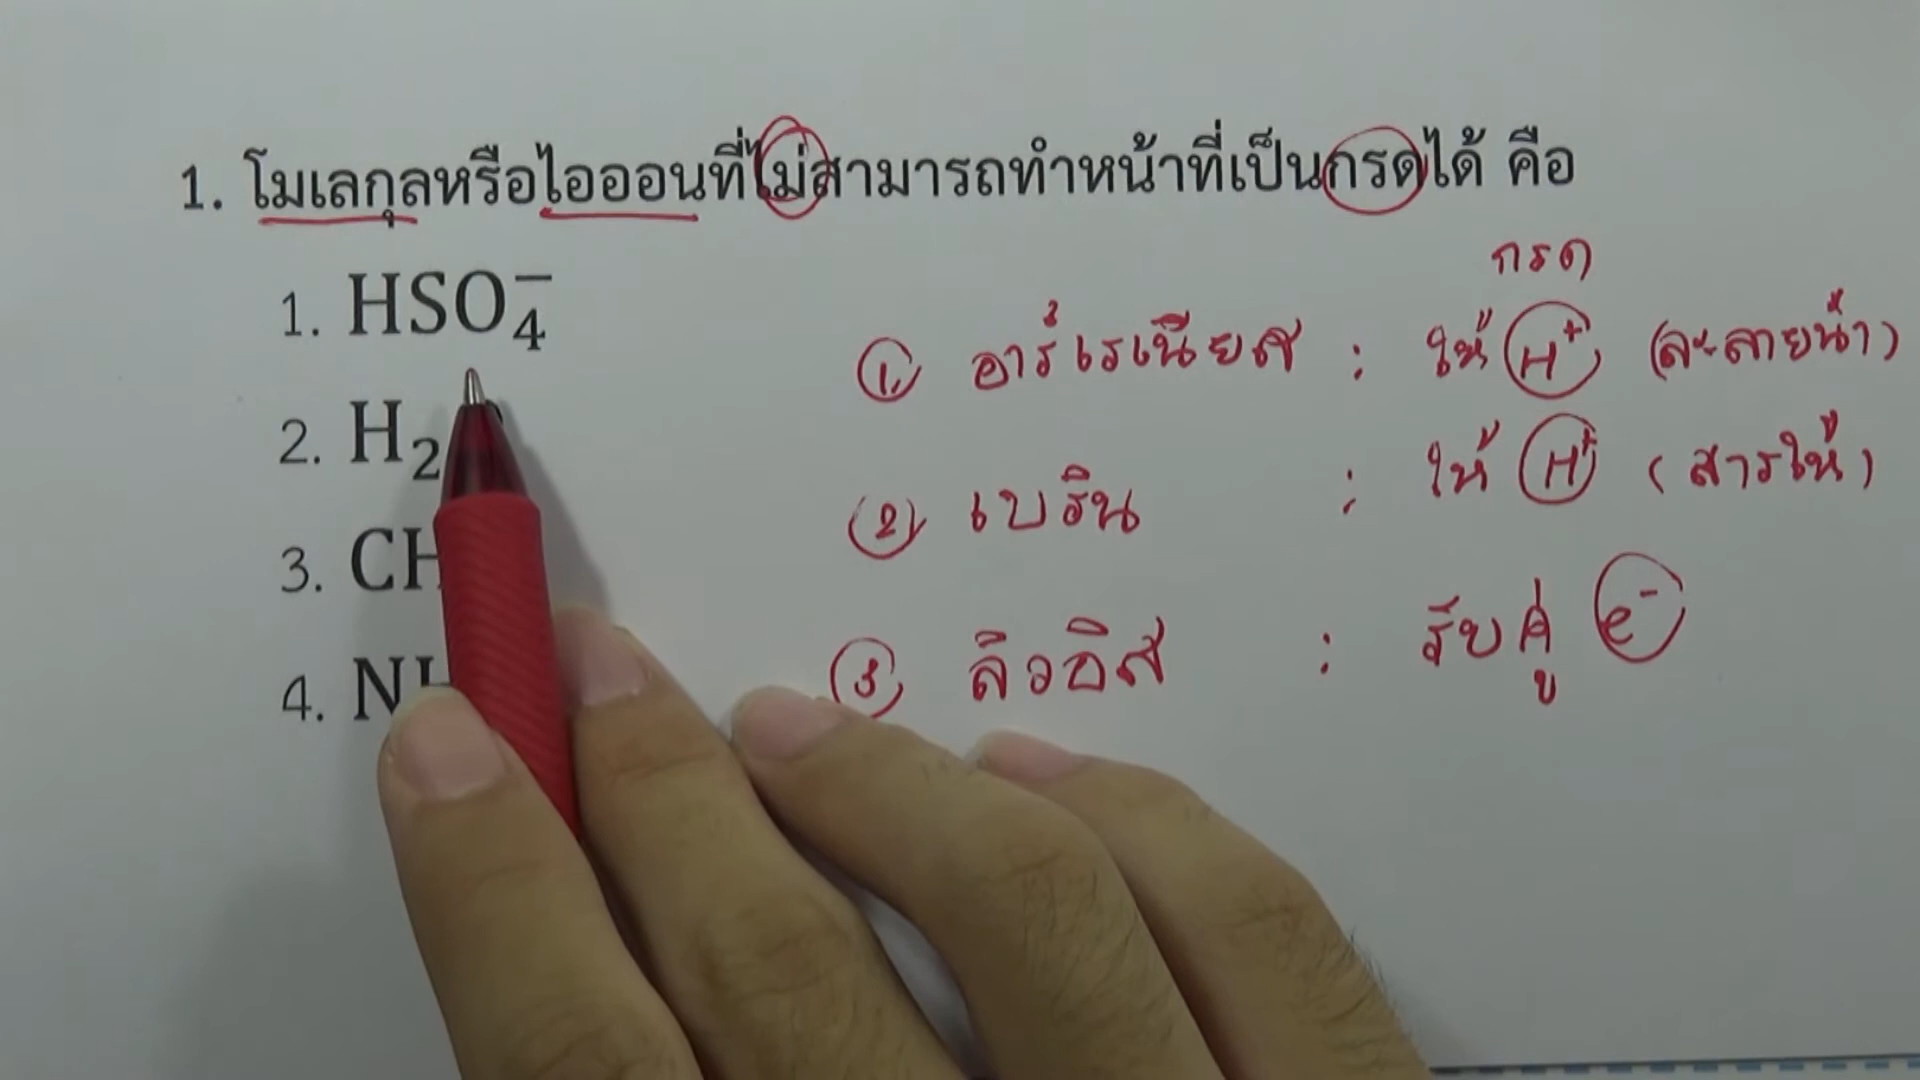 1. โมเลกุลหรือไอออนที่ไม่สามารถทำหน้าที่เป็นกรดได้ คือ
1. HSO₄⁻
2. H₂
3. CH
4. NH
กรด
① อาร์เรเนียส : ให้ H⁺ (ละลายน้ำ)
② เบริน : ให้ H⁺ (สารให้)
③ ลิวอิส : รับคู่ e⁻